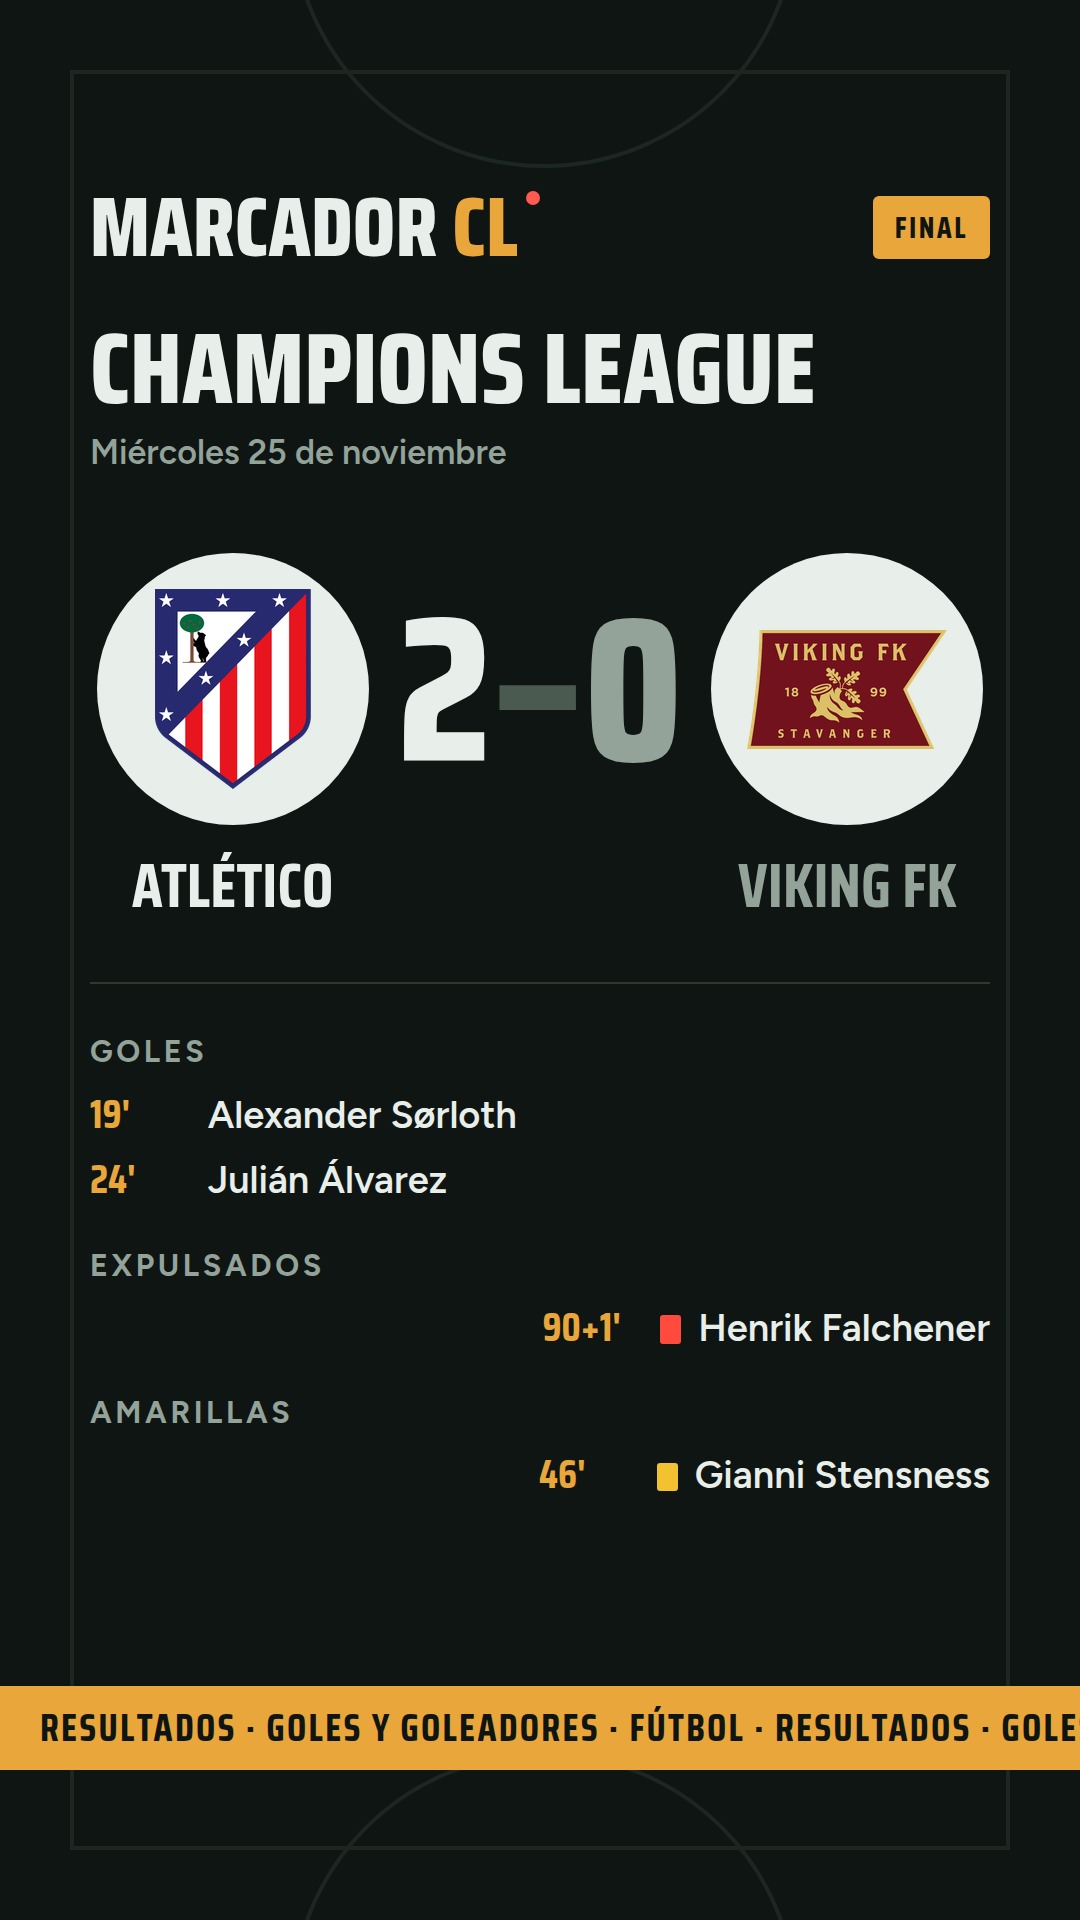 MARCADOR CL
FINAL
CHAMPIONS LEAGUE
Miércoles 25 de noviembre
2–0
VIKING FK
18 99
STAVANGER
ATLÉTICO
VIKING FK
GOLES
19' Alexander Sørloth
24' Julián Álvarez
EXPULSADOS
90+1' Henrik Falchener
AMARILLAS
46' Gianni Stensness
RESULTADOS · GOLES Y GOLEADORES · FÚTBOL · RESULTADOS · GOLES